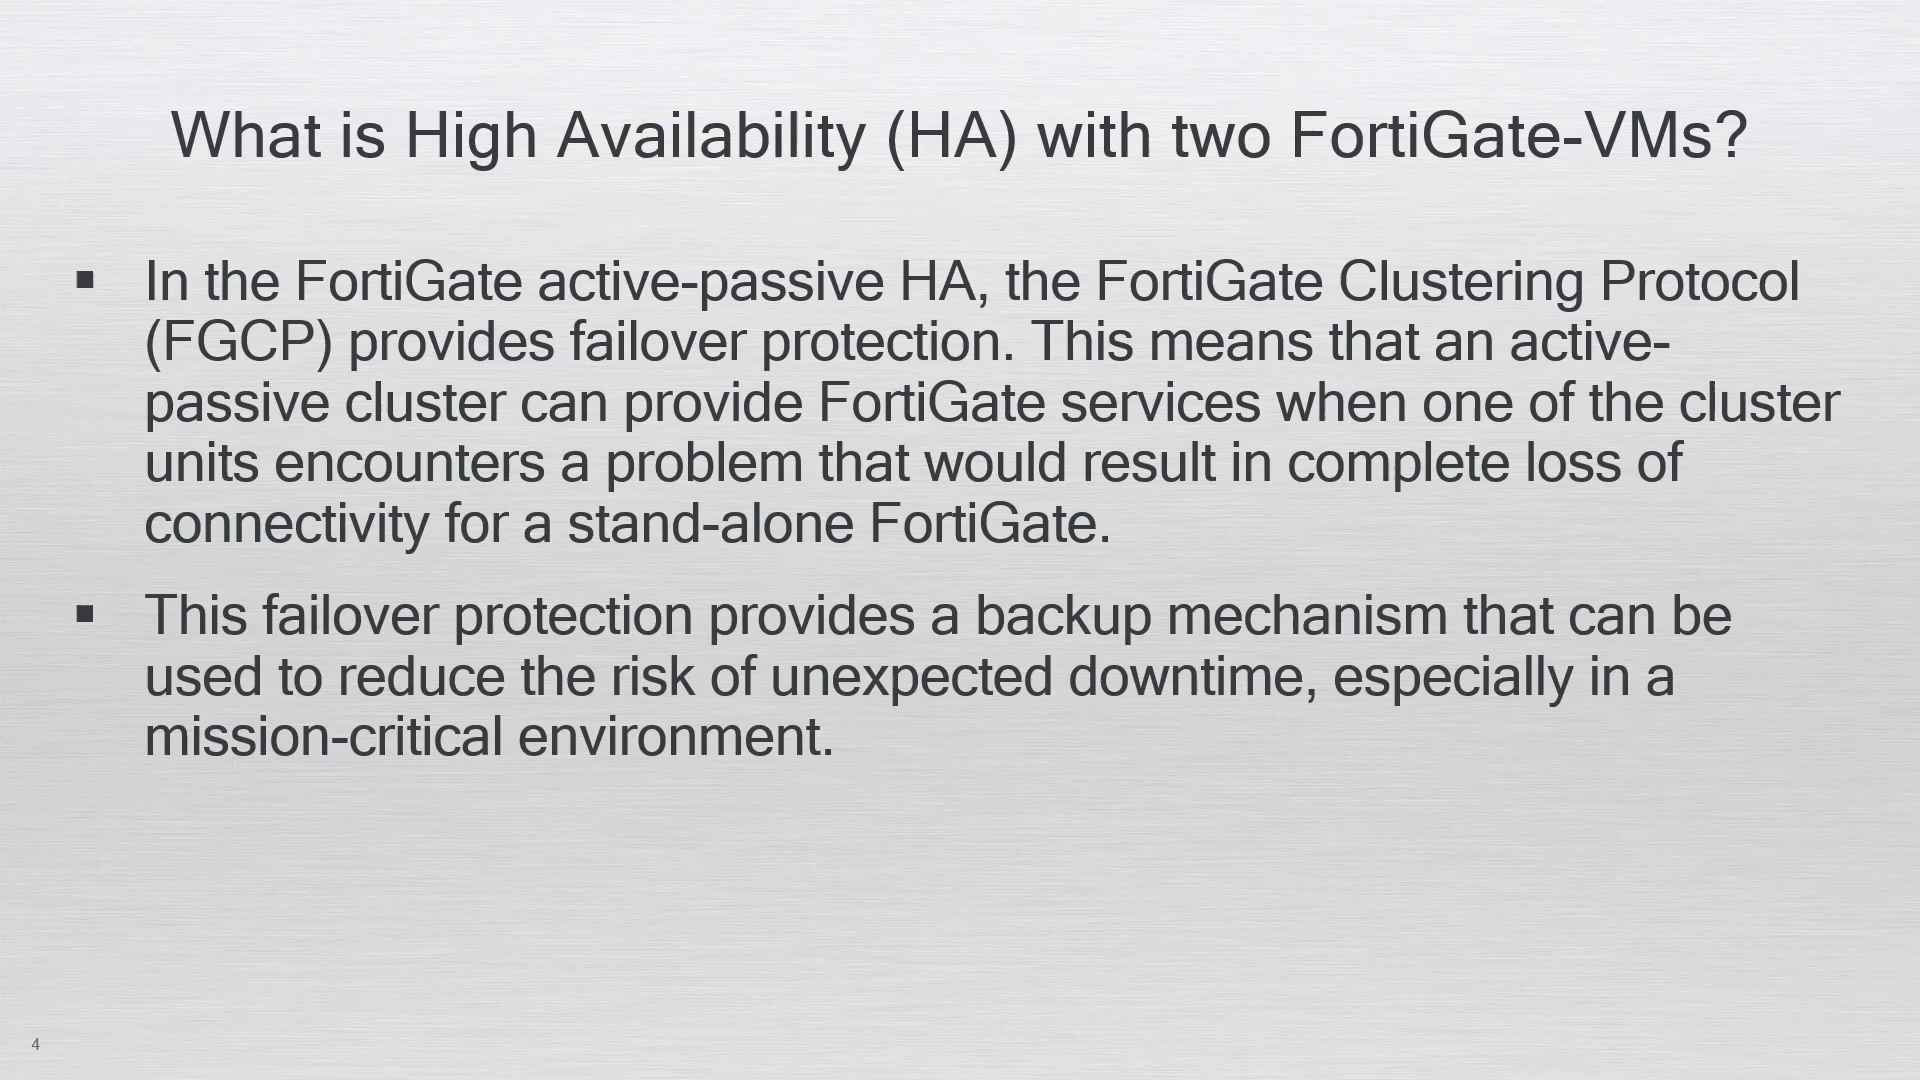 What is High Availability (HA) with two FortiGate-VMs?
▪ In the FortiGate active-passive HA, the FortiGate Clustering Protocol
(FGCP) provides failover protection. This means that an active-
passive cluster can provide FortiGate services when one of the cluster
units encounters a problem that would result in complete loss of
connectivity for a stand-alone FortiGate.
▪ This failover protection provides a backup mechanism that can be
used to reduce the risk of unexpected downtime, especially in a
mission-critical environment.
4